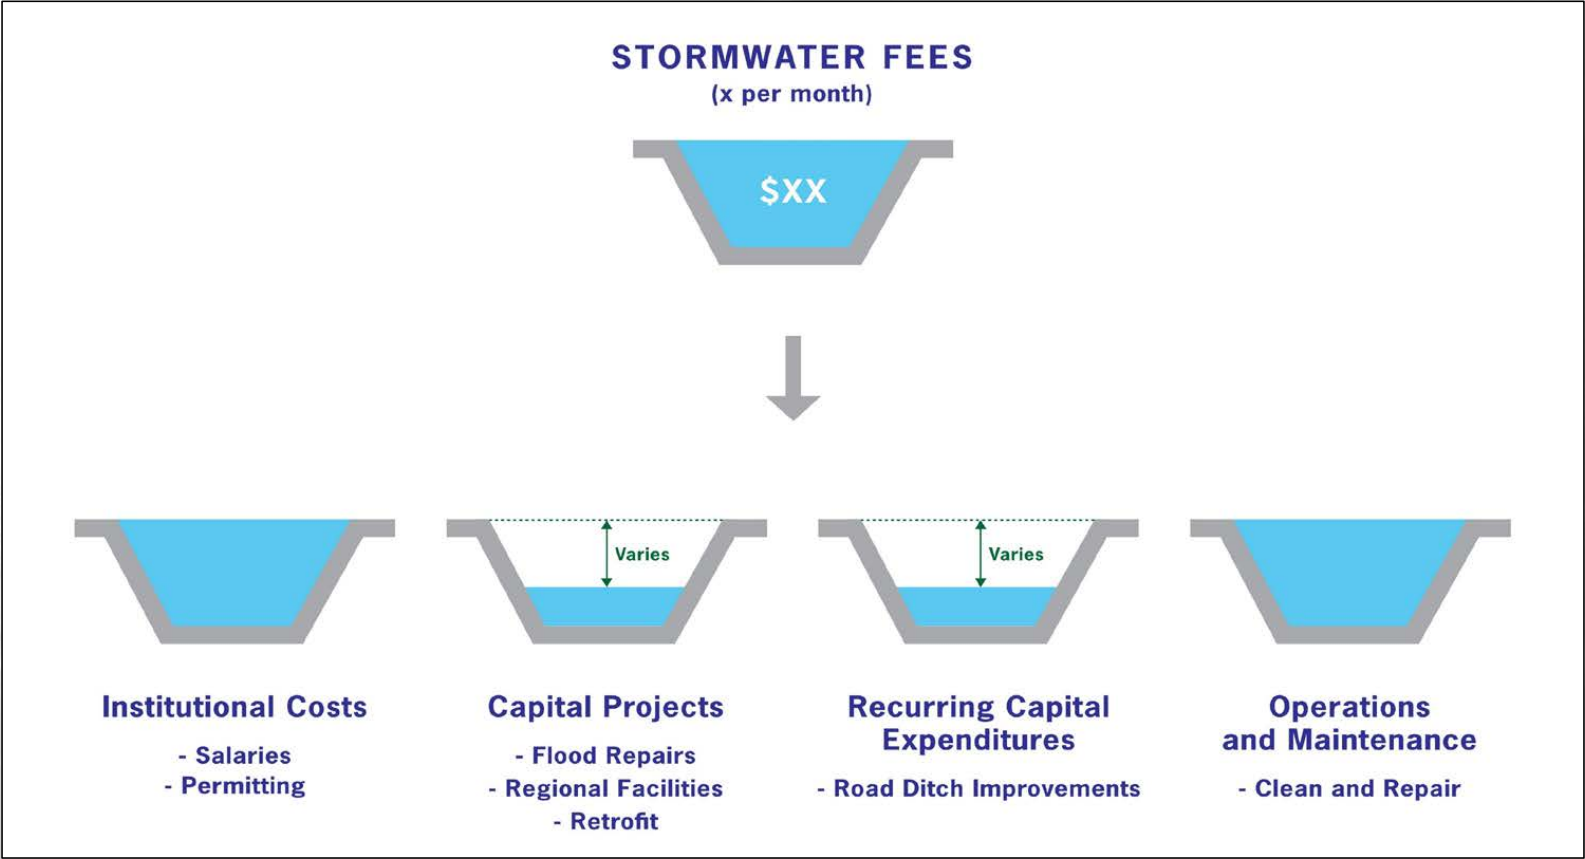 STORMWATER FEES
(x per month)
$XX
Varies
Varies
Institutional Costs
- Salaries
- Permitting
Capital Projects
- Flood Repairs
- Regional Facilities
- Retrofit
Recurring Capital
Expenditures
- Road Ditch Improvements
Operations
and Maintenance
- Clean and Repair